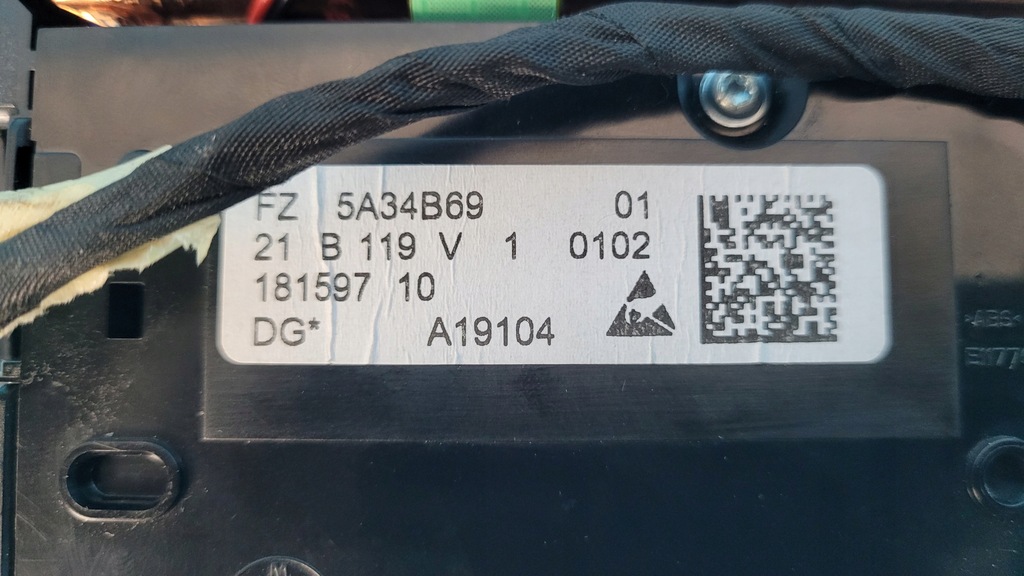 FZ 5A34B69 01
21 B 119 V 1 0102
181597 10
DG* A19104